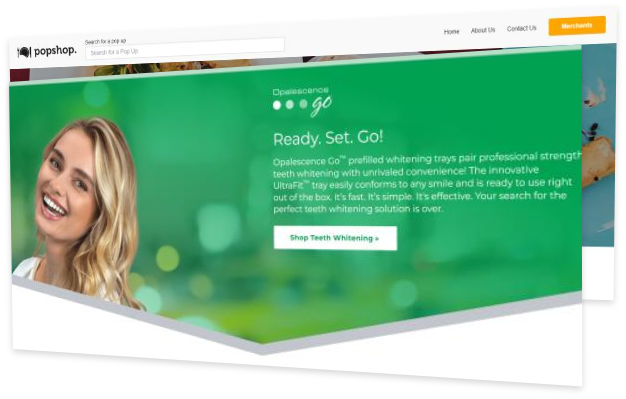 popshop.
Search for a pop up
Search for a Pop Up
Home About Us Contact Us Merchants
Opalescence
go
Ready. Set. Go!
Opalescence Go™ prefilled whitening trays pair professional strength
teeth whitening with unrivaled convenience! The innovative
UltraFit™ tray easily conforms to any smile and is ready to use right
out of the box. It's fast. It's simple. It's effective. Your search for the
perfect teeth whitening solution is over.
Shop Teeth Whitening »